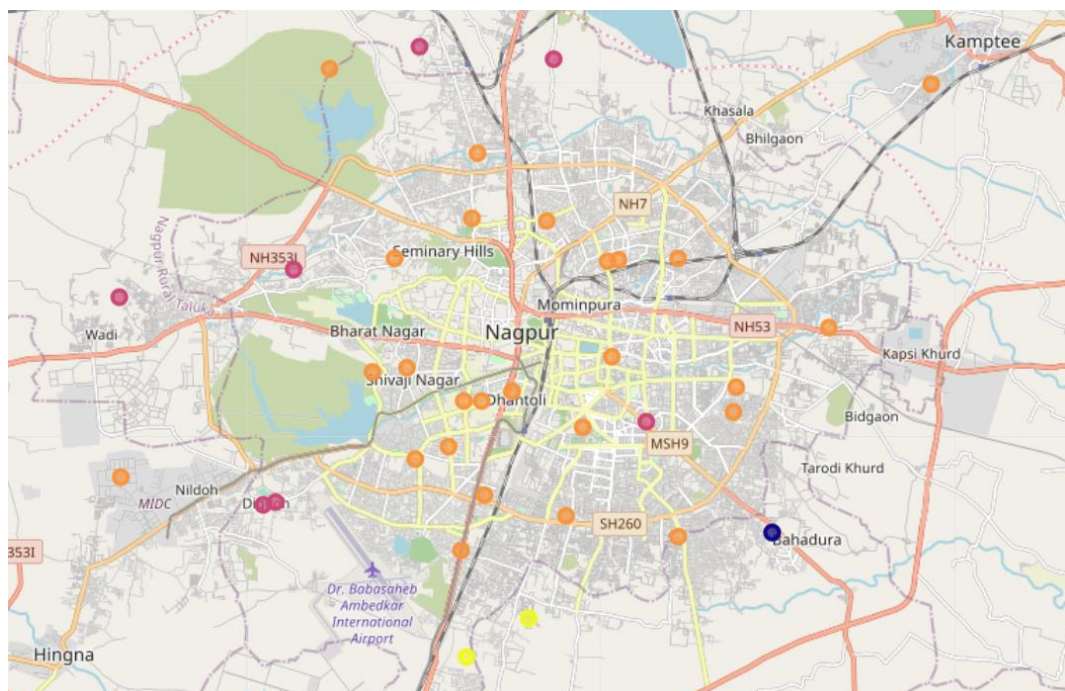 Kamptee
Khasala
Bhilgaon
NH7
Nagpur Rural Taluka
NH353I
Seminary Hills
Mominpura
Wadi
Bharat Nagar
Nagpur
NH53
Kapsi Khurd
Shivaji Nagar
Dhantoli
Bidgaon
MSH9
Tarodi Khurd
Nildoh
MIDC
SH260
353I
Bahadura
Dr. Babasaheb
Ambedkar
International
Airport
Hingna